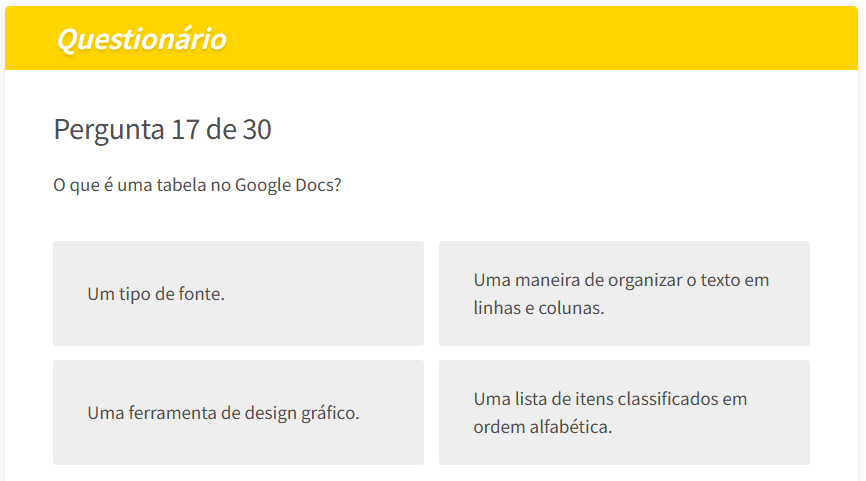 Questionário
Pergunta 17 de 30
O que é uma tabela no Google Docs?
Um tipo de fonte.
Uma maneira de organizar o texto em
linhas e colunas.
Uma ferramenta de design gráfico.
Uma lista de itens classificados em
ordem alfabética.